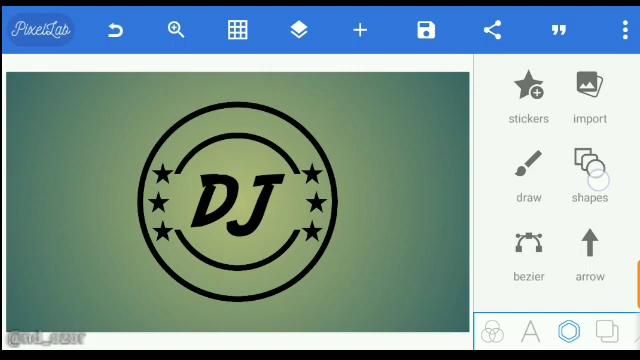 PixelLab
stickers
import
DJ
draw
shapes
bezier
arrow